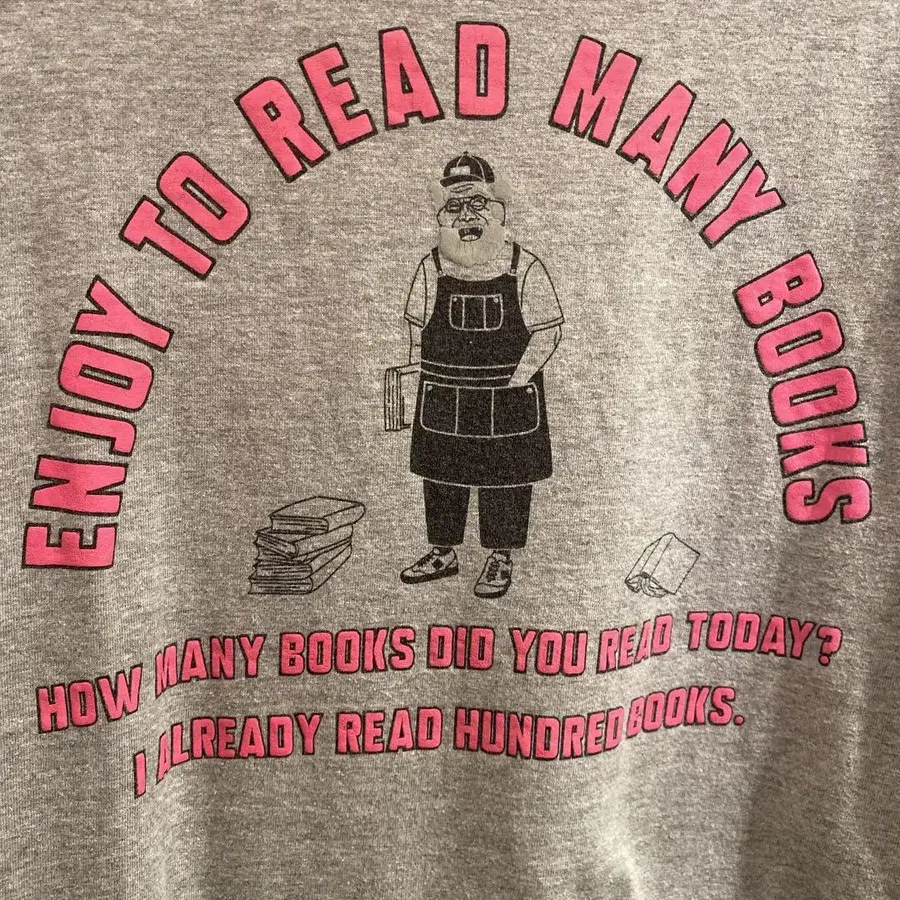 ENJOY TO READ MANY BOOKS
HOW MANY BOOKS DID YOU READ TODAY?
I ALREADY READ HUNDRED BOOKS.